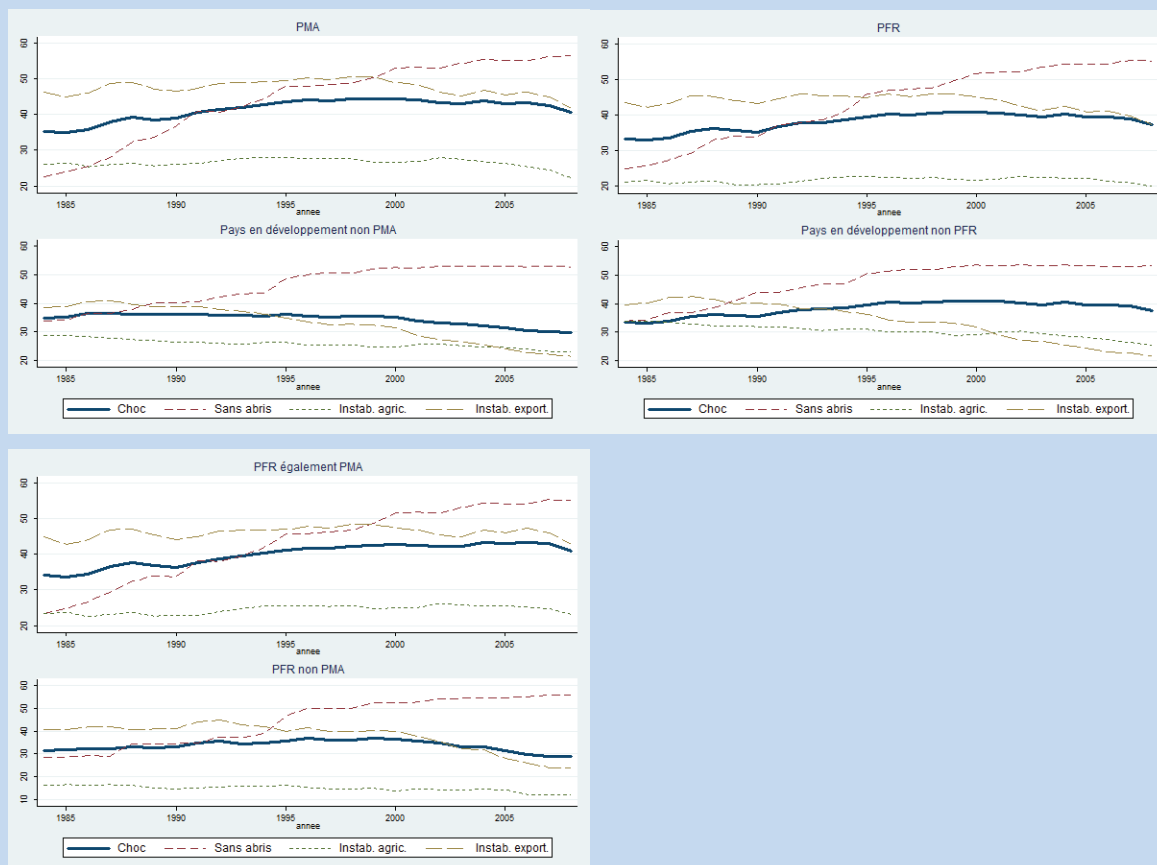 PMA
60
50
40
30
20
1985 1990 1995 2000 2005
annee
Pays en développement non PMA
60
50
40
30
20
1985 1990 1995 2000 2005
annee
Choc Sans abris Instab. agric. Instab. export.
PFR
60
50
40
30
20
1985 1990 1995 2000 2005
annee
Pays en développement non PFR
60
50
40
30
20
1985 1990 1995 2000 2005
annee
Choc Sans abris Instab. agric. Instab. export.
PFR également PMA
60
50
40
30
20
1985 1990 1995 2000 2005
annee
PFR non PMA
60
50
40
30
20
10
1985 1990 1995 2000 2005
annee
Choc Sans abris Instab. agric. Instab. export.